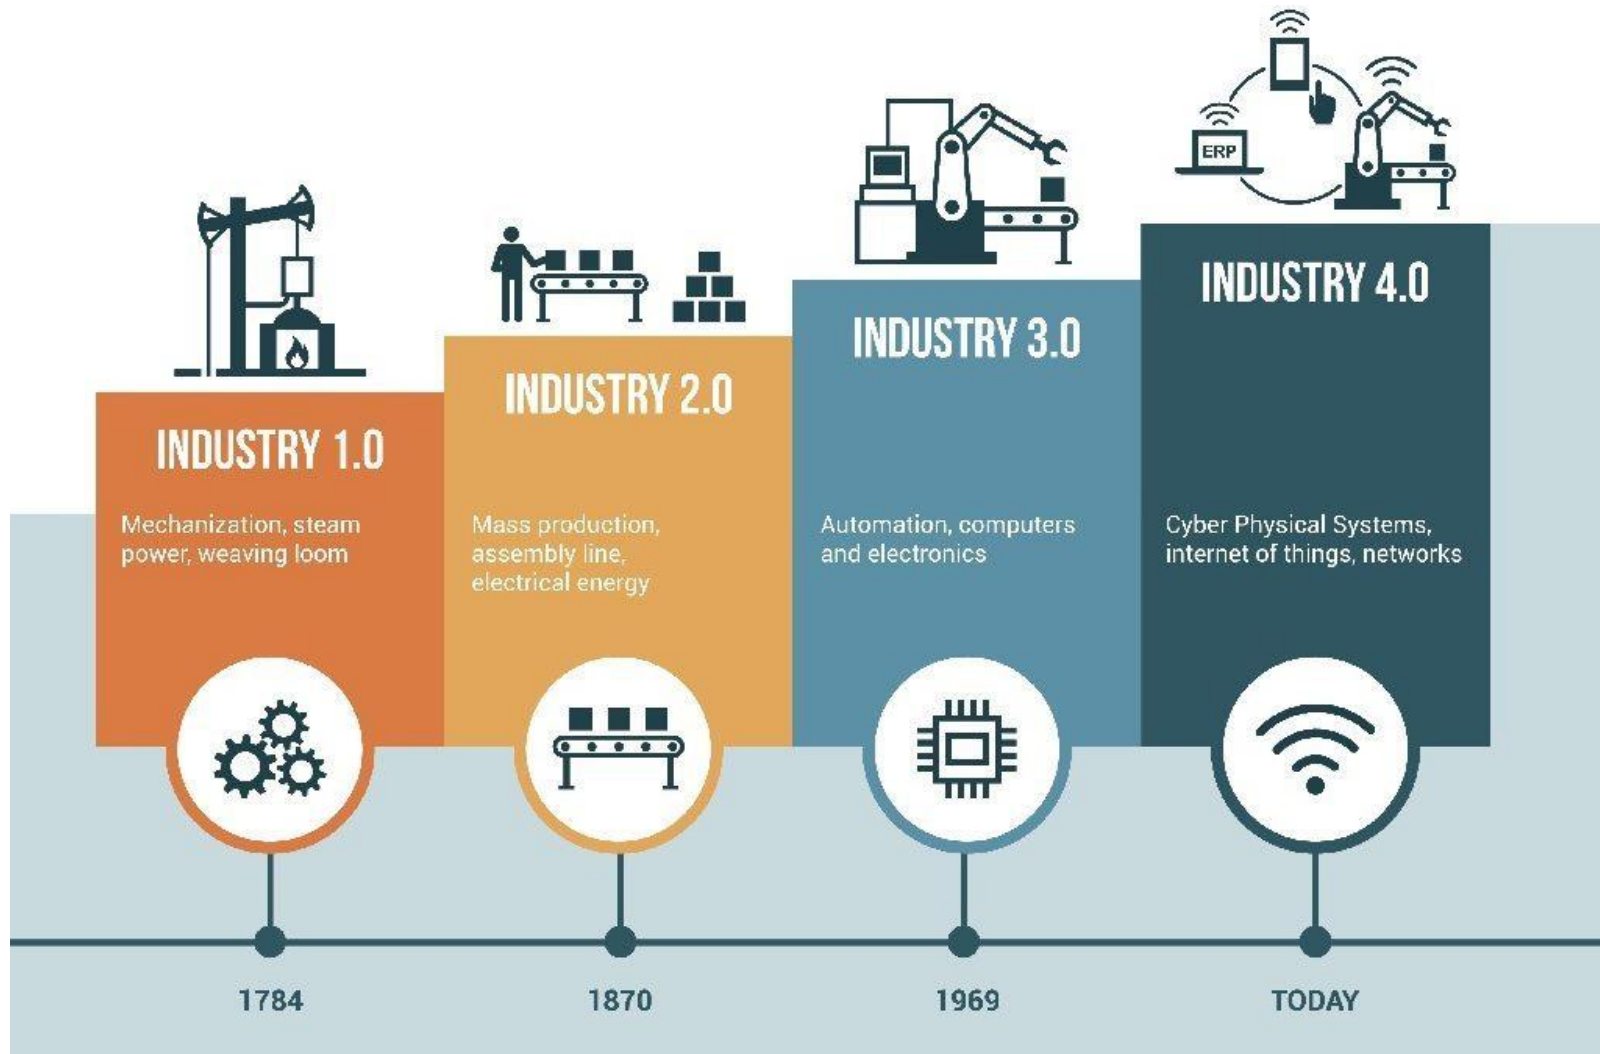 ERP
INDUSTRY 4.0
INDUSTRY 3.0
INDUSTRY 2.0
INDUSTRY 1.0
Mechanization, steam
power, weaving loom
Mass production,
assembly line,
electrical energy
Automation, computers
and electronics
Cyber Physical Systems,
internet of things, networks
1784
1870
1969
TODAY